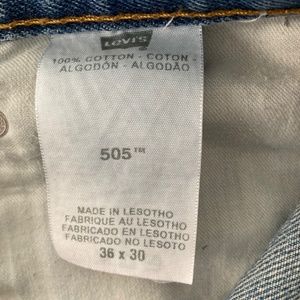 LEVI'S
100% COTTON - COTON -
ALGODÓN - ALGODÃO
505™
MADE IN LESOTHO
FABRIQUE AU LESOTHO
FABRICADO EN LESOTHO
FABRICADO NO LESOTO
36 x 30